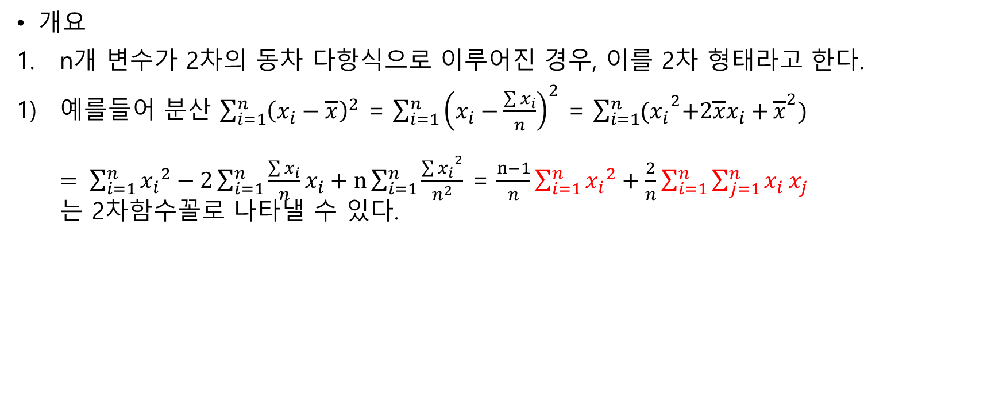 • 개요
1. n개 변수가 2차의 동차 다항식으로 이루어진 경우, 이를 2차 형태라고 한다.
1) 예를들어 분산 $\sum_{i=1}^{n}(x_i-\overline{x})^2 = \sum_{i=1}^{n}\left(x_i-\frac{\sum x_i}{n}\right)^2 = \sum_{i=1}^{n}({x_i}^2+2\overline{x}x_i+\overline{x}^2)$
$= \sum_{i=1}^{n}{x_i}^2-2\sum_{i=1}^{n}\frac{\sum x_i}{n}x_i+\mathrm{n}\sum_{i=1}^{n}\frac{\sum {x_i}^2}{n^2} = \frac{\mathrm{n}-1}{n}\sum_{i=1}^{n}{x_i}^2+\frac{2}{n}\sum_{i=1}^{n}\sum_{j=1}^{n}x_i x_j$
는 2차함수꼴로 나타낼 수 있다.